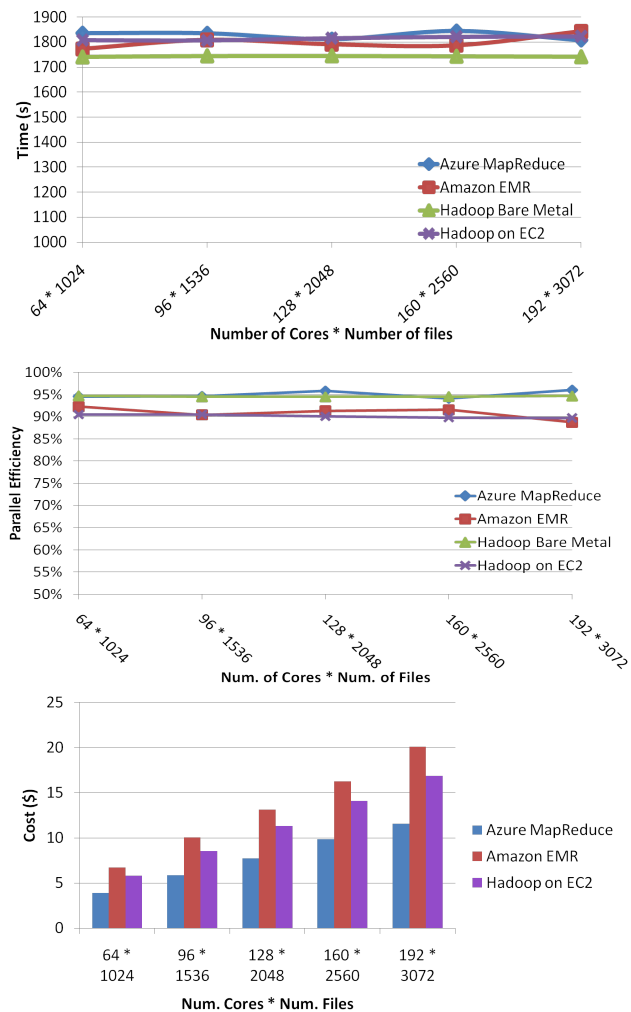 1900
1800
1700
1600
1500
1400
1300
1200
1100
1000
Time (s)
Azure MapReduce
Amazon EMR
Hadoop Bare Metal
Hadoop on EC2
64 * 1024
96 * 1536
128 * 2048
160 * 2560
192 * 3072
Number of Cores * Number of files
100%
95%
90%
85%
80%
95%
70%
65%
60%
55%
50%
Parallel Efficiency
Azure MapReduce
Amazon EMR
Hadoop Bare Metal
Hadoop on EC2
64 * 1024
96 * 1536
128 * 2048
160 * 2560
192 * 3072
Num. of Cores * Num. of Files
25
20
15
10
5
0
Cost ($)
Azure MapReduce
Amazon EMR
Hadoop on EC2
64 *
1024
96 *
1536
128 *
2048
160 *
2560
192 *
3072
Num. Cores * Num. Files